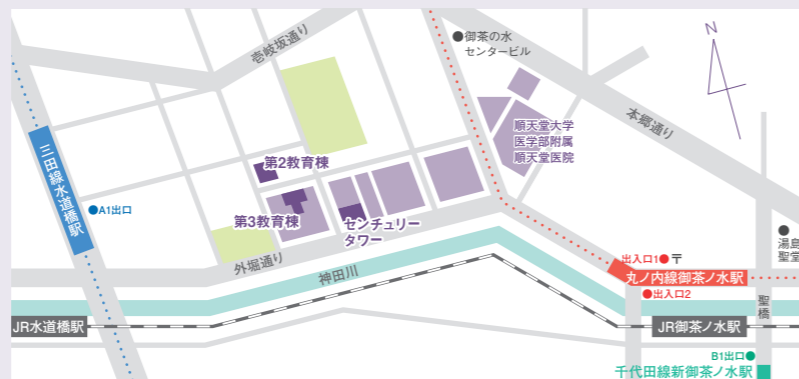 壱岐坂通り
御茶の水
センタービル
N
本郷通り
順天堂大学
医学部附属
順天堂医院
三田線水道橋駅
A1出口
第2教育棟
第3教育棟
センチュリー
タワー
外堀通り
神田川
湯島
聖堂
出入口1
〒
丸ノ内線御茶ノ水駅
出入口2
聖橋
JR水道橋駅
JR御茶ノ水駅
B1出口
千代田線新御茶ノ水駅